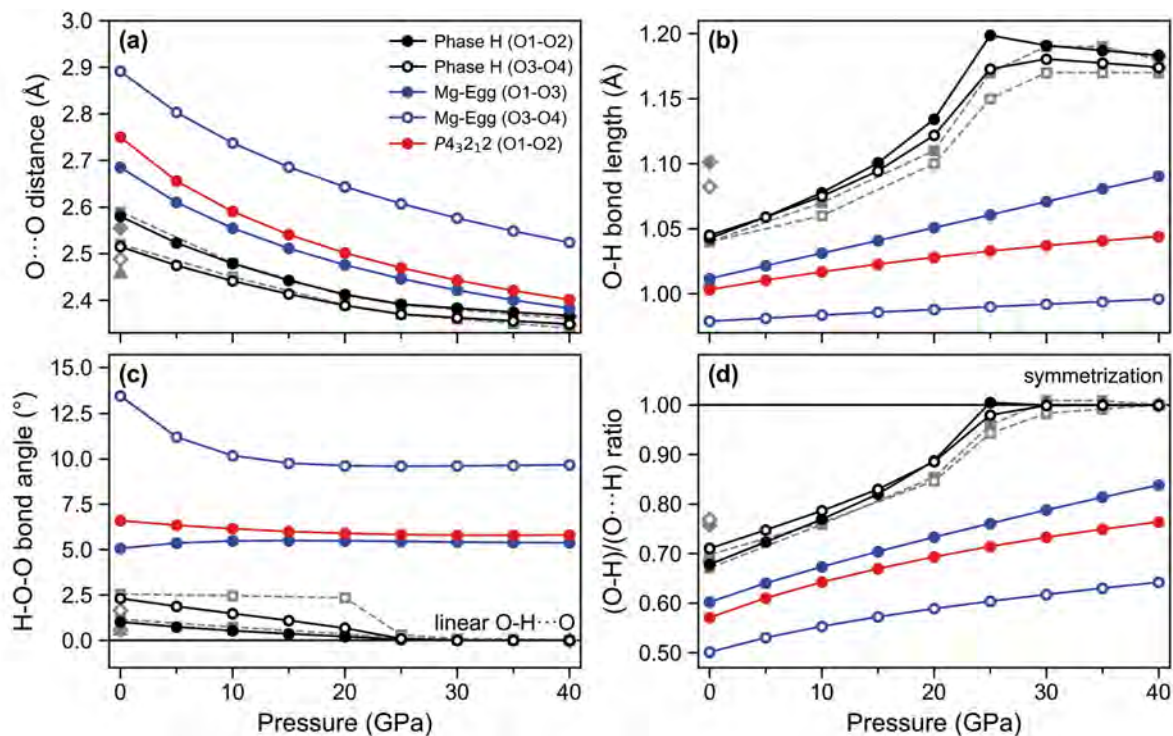 (a)
Phase H (O1-O2)
Phase H (O3-O4)
Mg-Egg (O1-O3)
Mg-Egg (O3-O4)
P4₃2₁2 (O1-O2)
O···O distance (Å)
3.0
2.9
2.8
2.7
2.6
2.5
2.4
(b)
O-H bond length (Å)
1.20
1.15
1.10
1.05
1.00
(c)
H-O-O bond angle (°)
15.0
12.5
10.0
7.5
5.0
2.5
0.0
linear O-H···O
0
10
20
30
40
Pressure (GPa)
(d)
symmetrization
(O-H)/(O···H) ratio
1.00
0.90
0.80
0.70
0.60
0.50
0
10
20
30
40
Pressure (GPa)